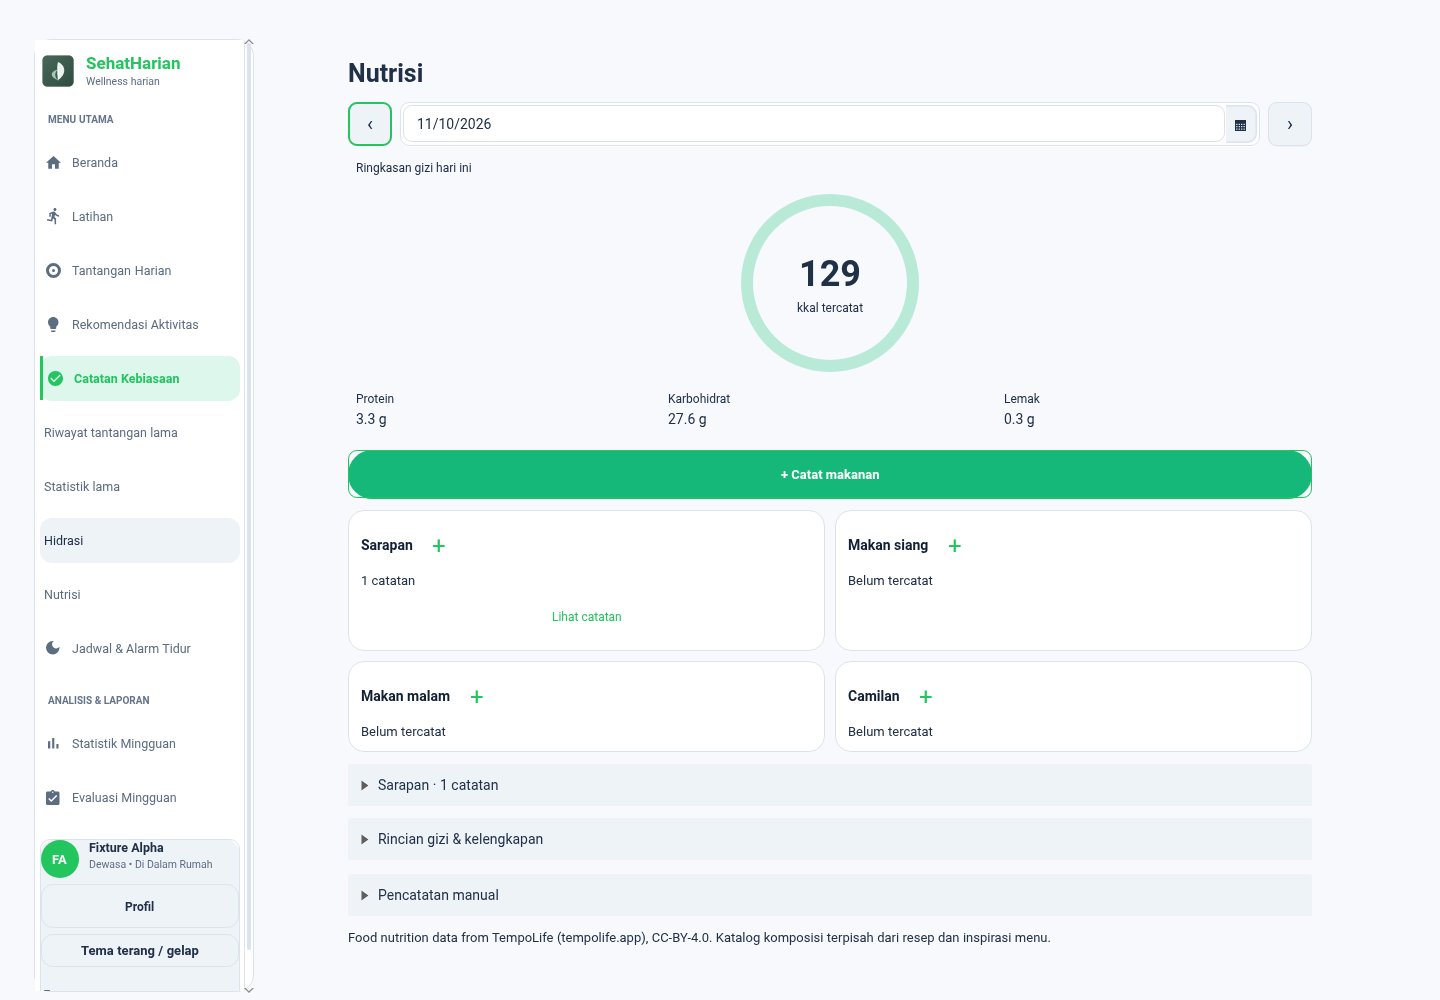 SehatHarian
Wellness harian
MENU UTAMA
Beranda
Latihan
Tantangan Harian
Rekomendasi Aktivitas
Catatan Kebiasaan
Riwayat tantangan lama
Statistik lama
Hidrasi
Nutrisi
Jadwal & Alarm Tidur
ANALISIS & LAPORAN
Statistik Mingguan
Evaluasi Mingguan
FA
Fixture Alpha
Dewasa • Di Dalam Rumah
Profil
Tema terang / gelap
Nutrisi
‹
11/10/2026
›
Ringkasan gizi hari ini
129
kkal tercatat
Protein
3.3 g
Karbohidrat
27.6 g
Lemak
0.3 g
+ Catat makanan
Sarapan +
1 catatan
Lihat catatan
Makan siang +
Belum tercatat
Makan malam +
Belum tercatat
Camilan +
Belum tercatat
Sarapan · 1 catatan
Rincian gizi & kelengkapan
Pencatatan manual
Food nutrition data from TempoLife (tempolife.app), CC-BY-4.0. Katalog komposisi terpisah dari resep dan inspirasi menu.